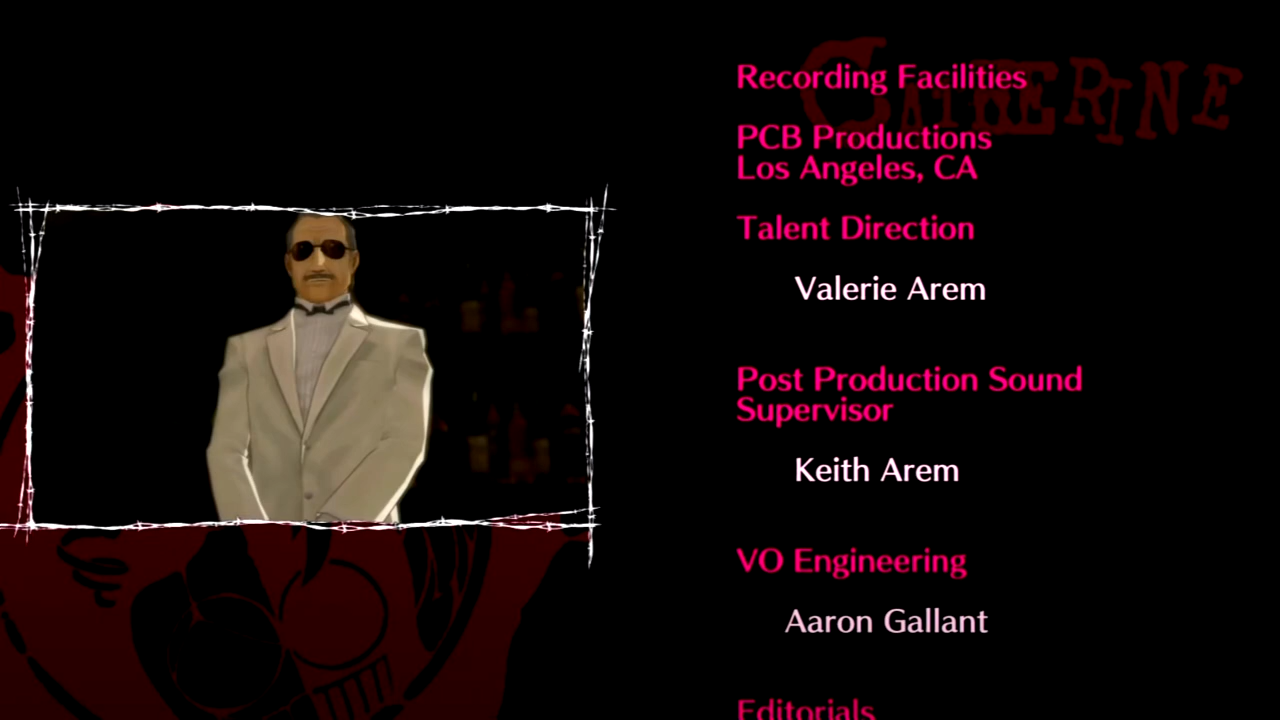 CATHERINE
Recording Facilities
PCB Productions
Los Angeles, CA
Talent Direction
Valerie Arem
Post Production Sound
Supervisor
Keith Arem
VO Engineering
Aaron Gallant
Editorials